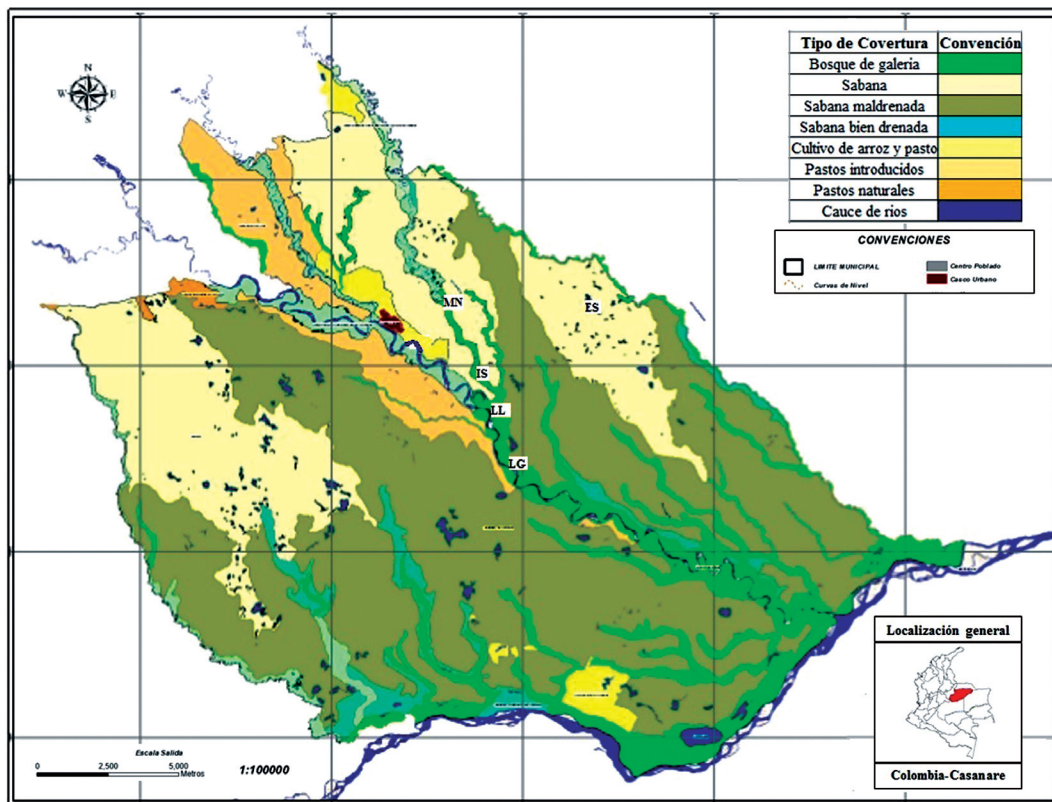 N
W E
S
Tipo de Covertura Convención
Bosque de galería
Sabana
Sabana maldrenada
Sabana bien drenada
Cultivo de arroz y pasto
Pastos introducidos
Pastos naturales
Cauce de rios
CONVENCIONES
LIMITE MUNICIPAL
Centro Poblado
Curvas de Nivel
Casco Urbano
MN
ES
IS
LL
LG
Localización general
Colombia-Casanare
Escala Salida
0 2,500 5,000
Metros
1:100000